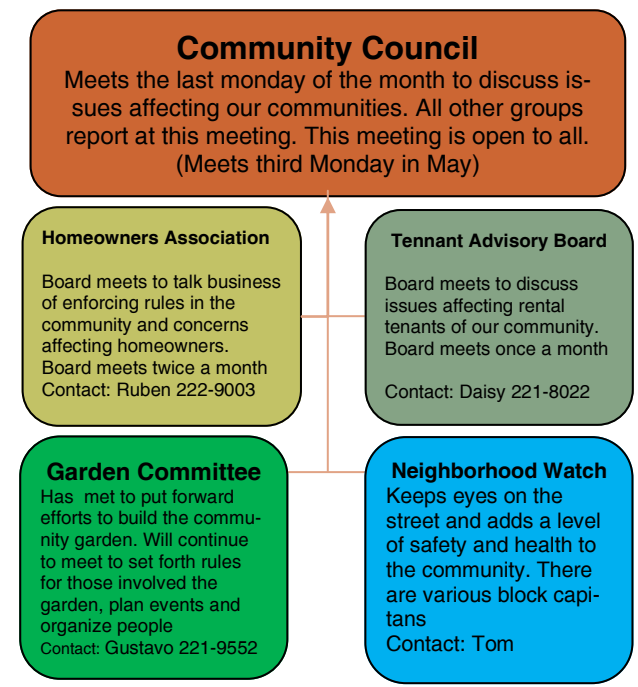 Community Council
Meets the last monday of the month to discuss is-
sues affecting our communities. All other groups
report at this meeting. This meeting is open to all.
(Meets third Monday in May)
Homeowners Association
Board meets to talk business
of enforcing rules in the
community and concerns
affecting homeowners.
Board meets twice a month
Contact: Ruben 222-9003
Tennant Advisory Board
Board meets to discuss
issues affecting rental
tenants of our community.
Board meets once a month
Contact: Daisy 221-8022
Garden Committee
Has met to put forward
efforts to build the commu-
nity garden. Will continue
to meet to set forth rules
for those involved the
garden, plan events and
organize people
Contact: Gustavo 221-9552
Neighborhood Watch
Keeps eyes on the
street and adds a level
of safety and health to
the community. There
are various block capi-
tans
Contact: Tom